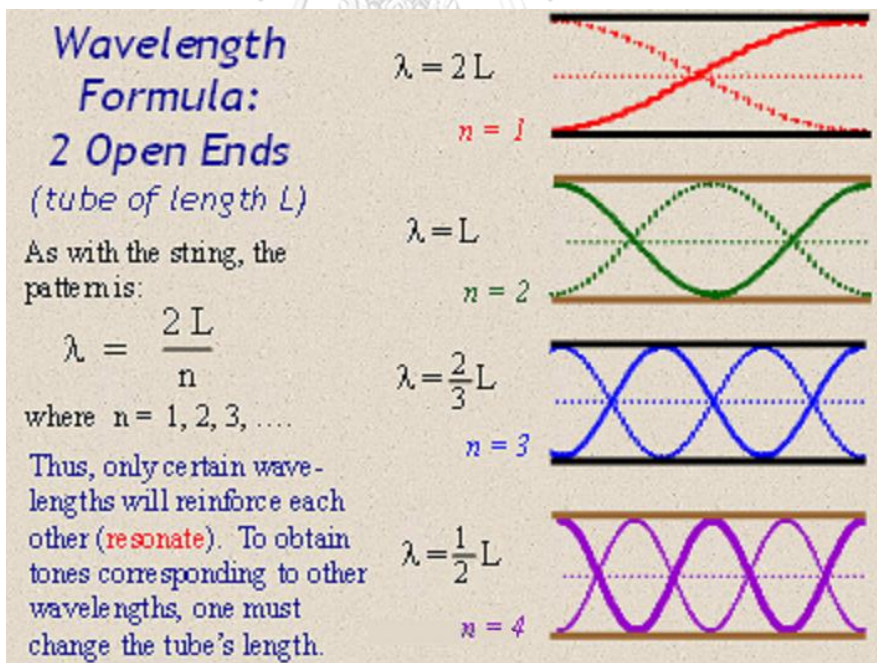 Wavelength
Formula:
2 Open Ends
(tube of length L)
As with the string, the
pattern is:
λ = 2 L
n
where n = 1, 2, 3, ....
Thus, only certain wave-
lengths will reinforce each
other (resonate). To obtain
tones corresponding to other
wavelengths, one must
change the tube's length.
λ = 2 L
n = 1
λ = L
n = 2
λ = 2/3 L
n = 3
λ = 1/2 L
n = 4